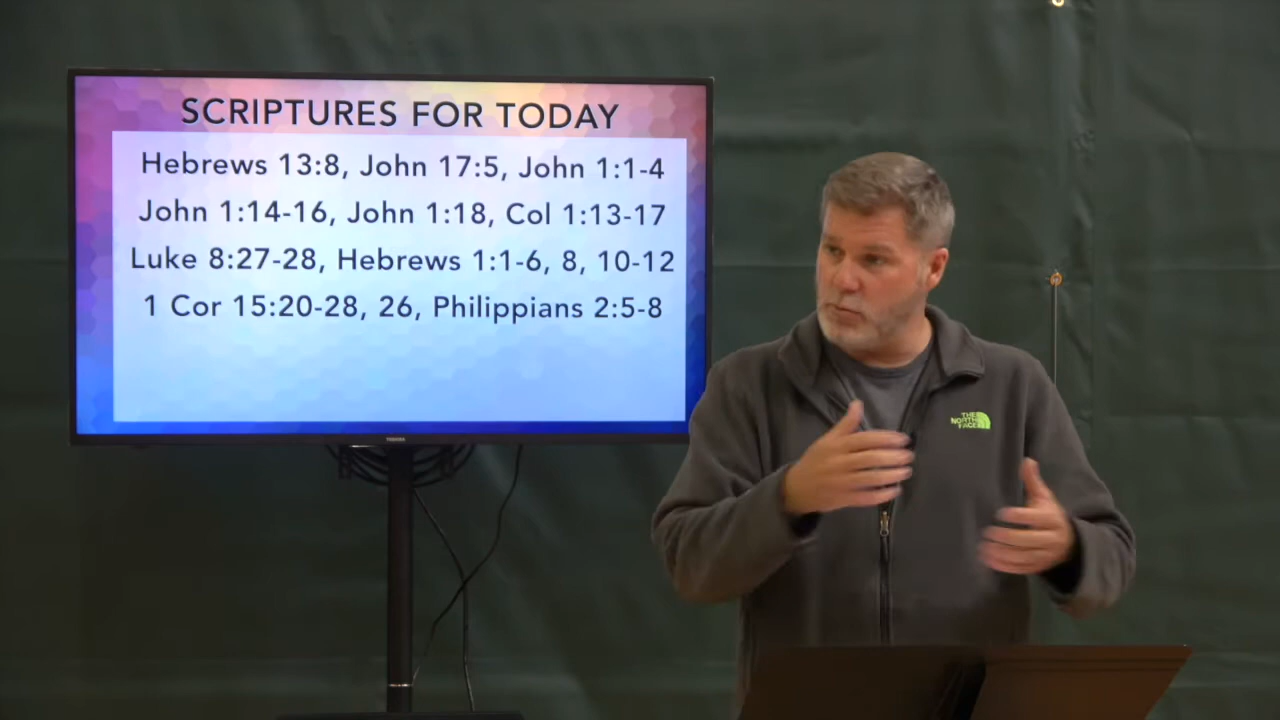 SCRIPTURES FOR TODAY
Hebrews 13:8, John 17:5, John 1:1-4
John 1:14-16, John 1:18, Col 1:13-17
Luke 8:27-28, Hebrews 1:1-6, 8, 10-12
1 Cor 15:20-28, 26, Philippians 2:5-8
TOSHIBA
THE
NORTH
FACE